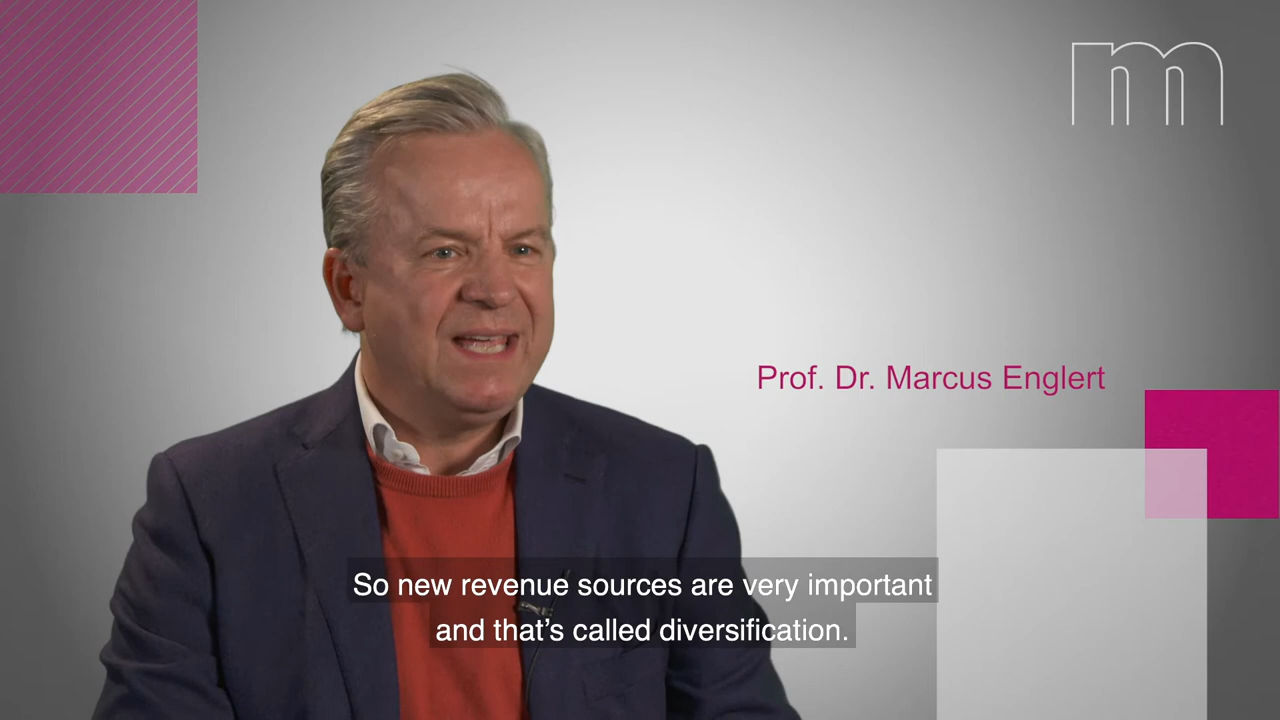 m
Prof. Dr. Marcus Englert
So new revenue sources are very important
and that's called diversification.